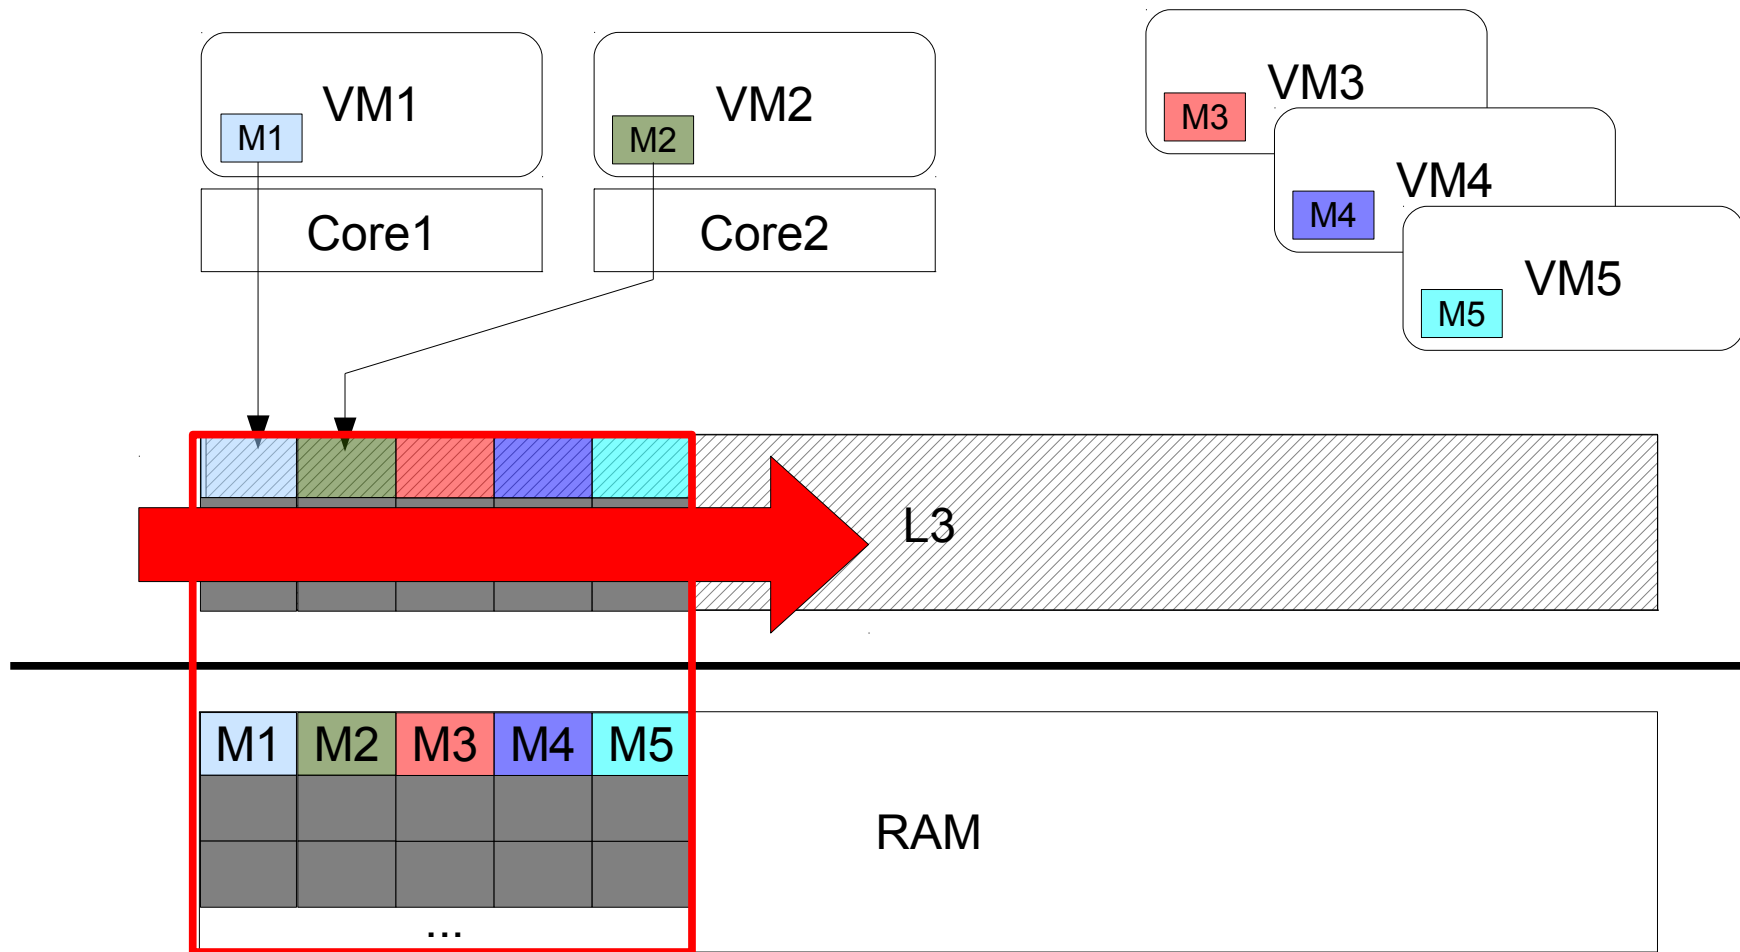 VM1
M1
Core1
VM2
M2
Core2
VM3
M3
VM4
M4
VM5
M5
L3
M1 M2 M3 M4 M5
RAM
...